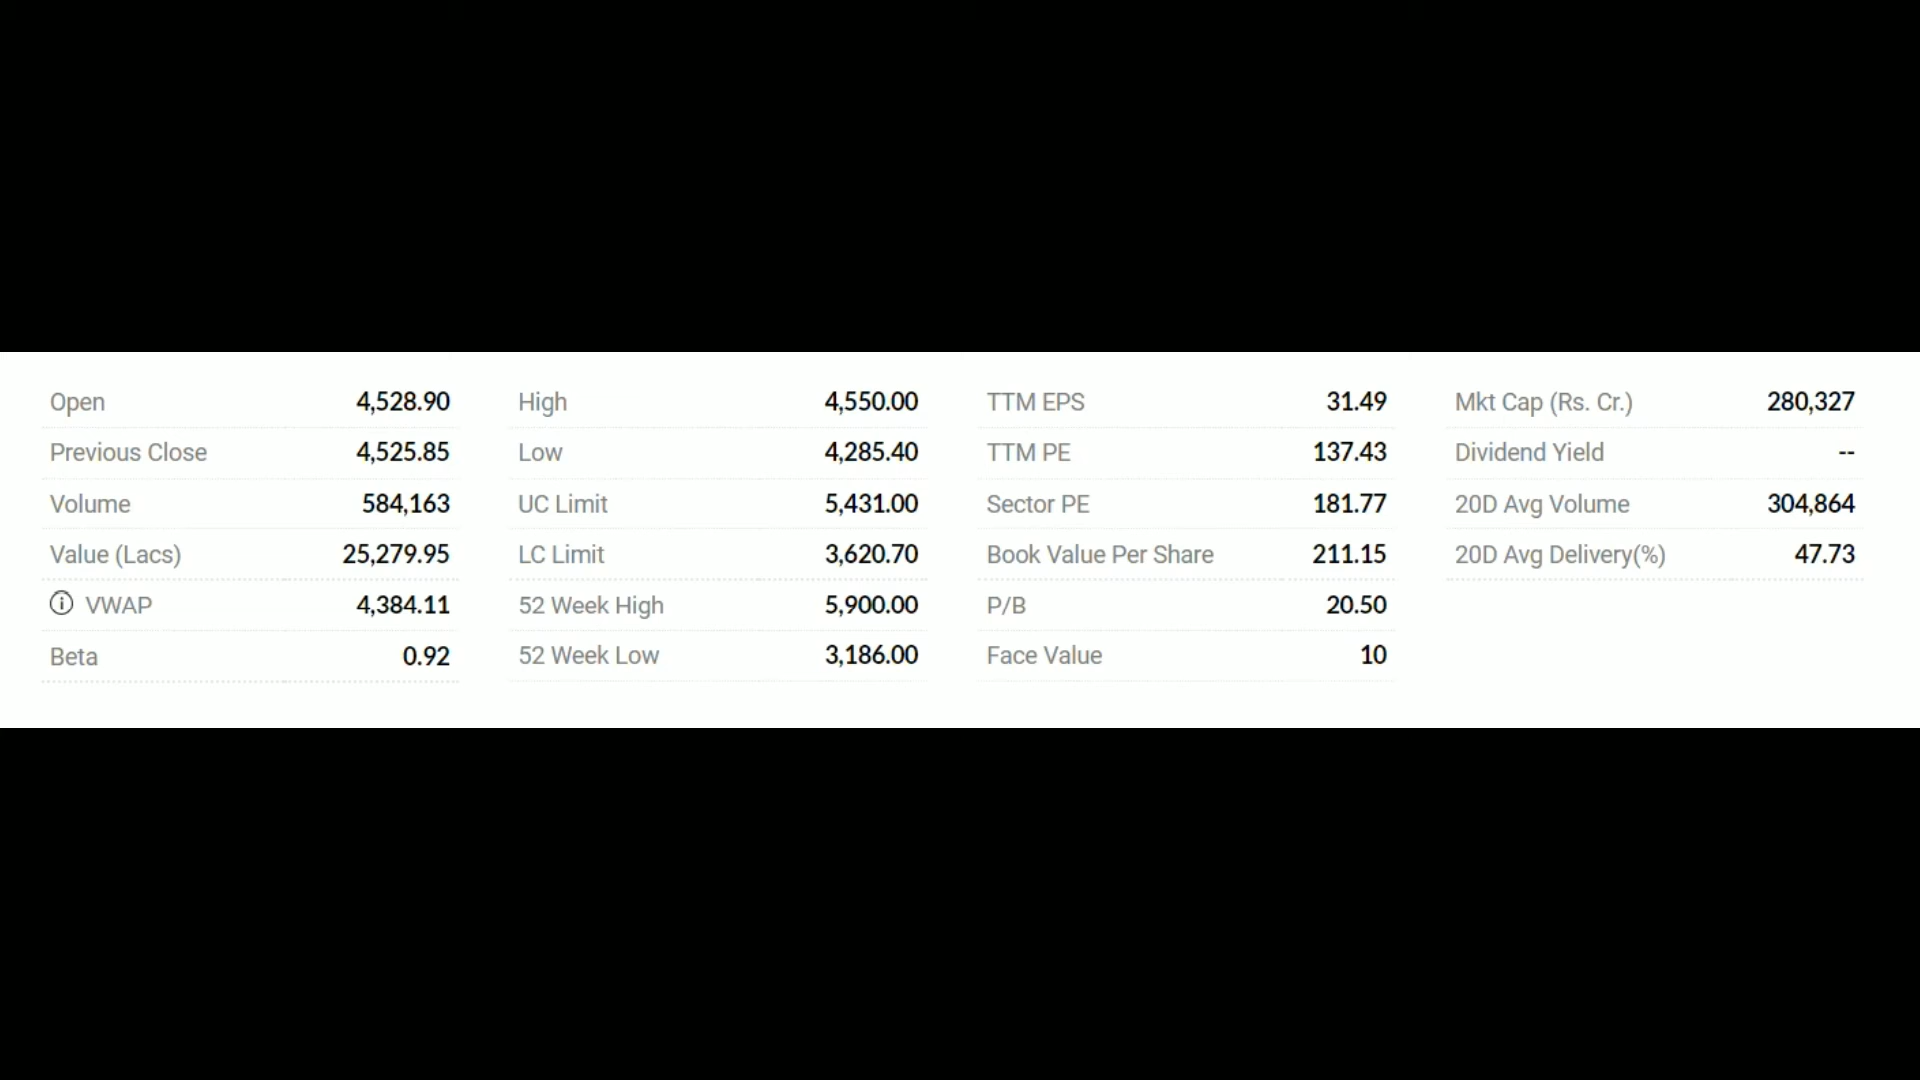 Open 4,528.90
Previous Close 4,525.85
Volume 584,163
Value (Lacs) 25,279.95
VWAP 4,384.11
Beta 0.92
High 4,550.00
Low 4,285.40
UC Limit 5,431.00
LC Limit 3,620.70
52 Week High 5,900.00
52 Week Low 3,186.00
TTM EPS 31.49
TTM PE 137.43
Sector PE 181.77
Book Value Per Share 211.15
P/B 20.50
Face Value 10
Mkt Cap (Rs. Cr.) 280,327
Dividend Yield --
20D Avg Volume 304,864
20D Avg Delivery(%) 47.73